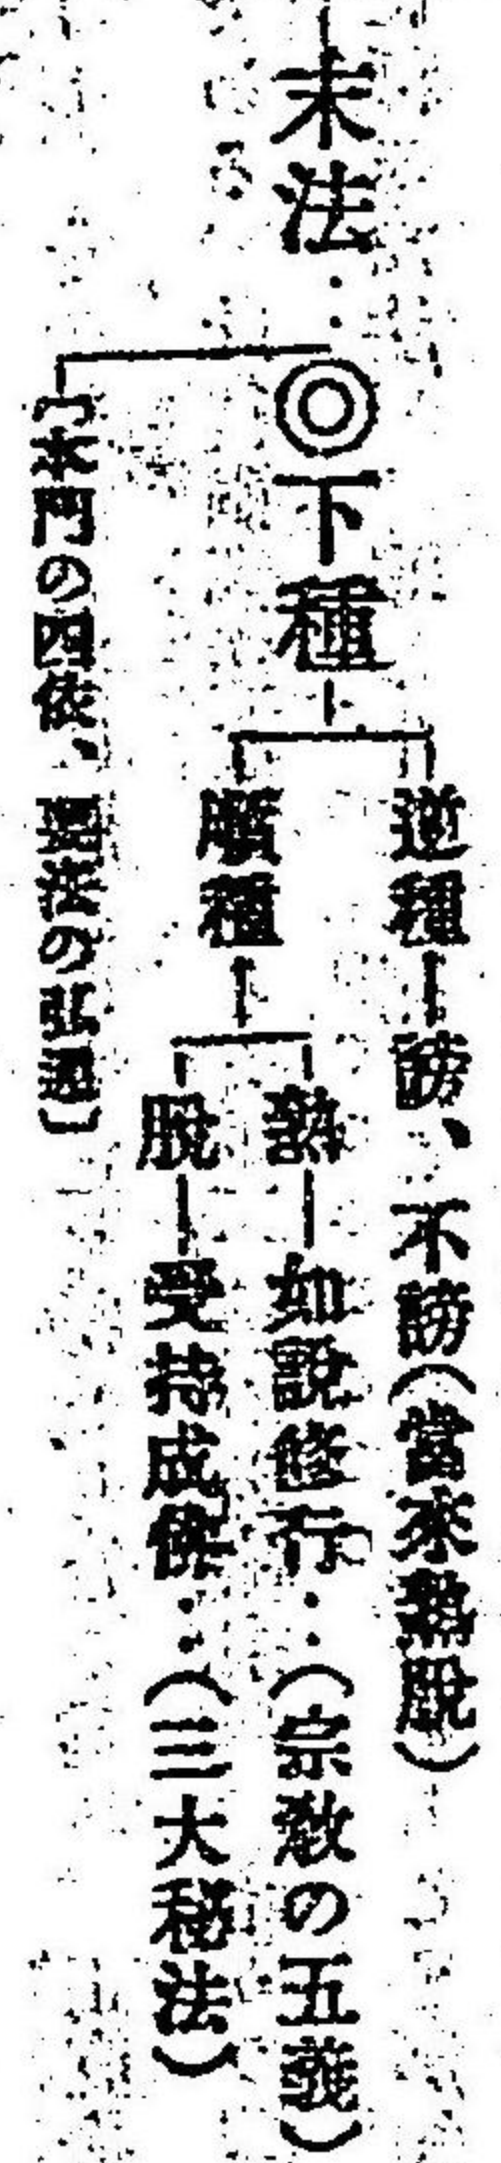 末法…◎下種
逆種―謗、不謗(當來熟脫)
順種
熟―如說修行…(宗教の五義)
脫―受持成佛…(三大秘法)
〔本門の四依、要法の弘通〕